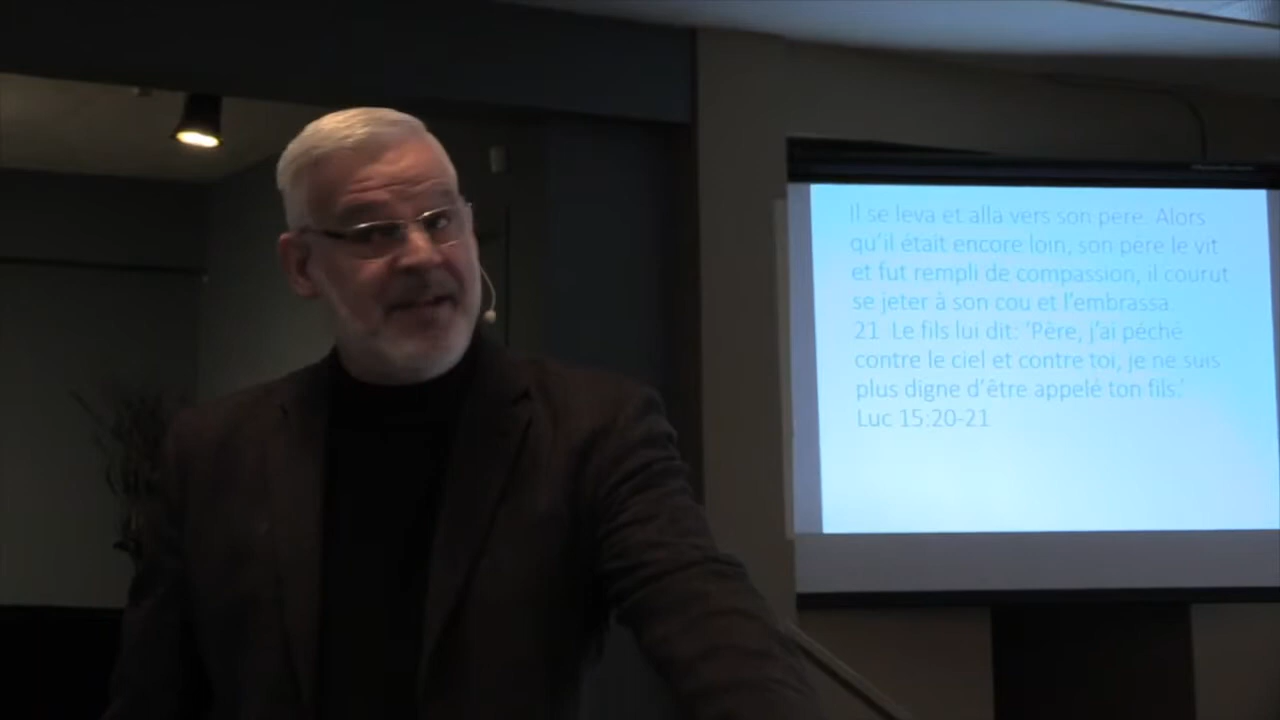 Il se leva et alla vers son père. Alors
qu'il était encore loin, son père le vit
et fut rempli de compassion, il courut
se jeter à son cou et l'embrassa.
21 Le fils lui dit: 'Père, j'ai péché
contre le ciel et contre toi, je ne suis
plus digne d'être appelé ton fils.'
Luc 15:20-21